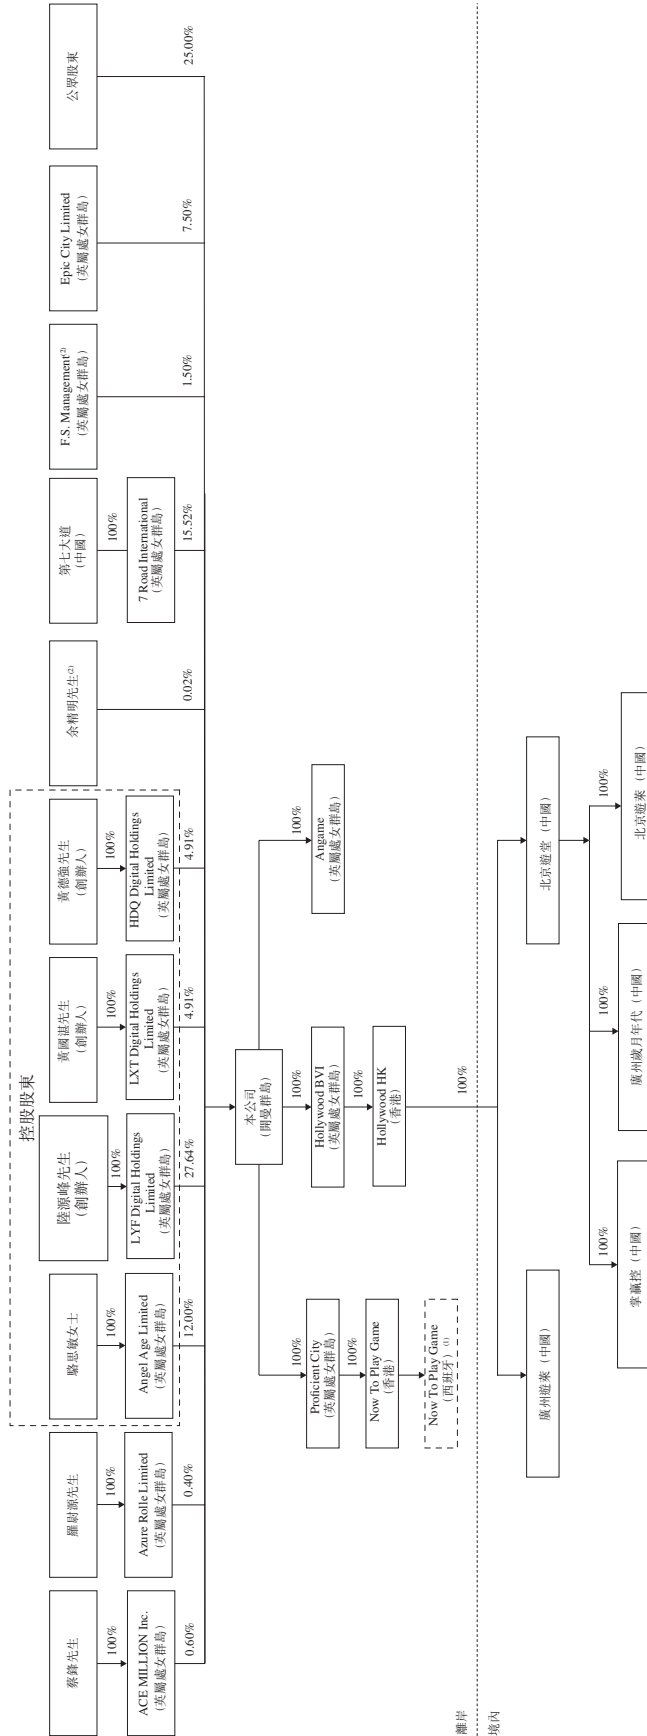 控股股東
蔡鋒先生
羅尉源先生
駱思敏女士
陸源峰先生
(創辦人)
黃國湛先生
(創辦人)
黃德強先生
(創辦人)
余精明先生(2)
第七大道
(中國)
F.S. Management(2)
(英屬處女群島)
Epic City Limited
(英屬處女群島)
公眾股東
100%
100%
100%
100%
100%
100%
100%
ACE MILLION Inc.
(英屬處女群島)
Azure Rolle Limited
(英屬處女群島)
Angel Age Limited
(英屬處女群島)
LYF Digital Holdings
Limited
(英屬處女群島)
LXT Digital Holdings
Limited
(英屬處女群島)
HDQ Digital Holdings
Limited
(英屬處女群島)
7 Road International
(英屬處女群島)
0.60%
0.40%
12.00%
27.64%
4.91%
4.91%
0.02%
15.52%
1.50%
7.50%
25.00%
本公司
(開曼群島)
100%
100%
100%
Proficient City
(英屬處女群島)
Hollywood BVI
(英屬處女群島)
Angame
(英屬處女群島)
100%
100%
Now To Play Game
(香港)
Hollywood HK
(香港)
Now To Play Game
(西班牙)(1)
100%
離岸
境內
廣州遊萊(中國)
北京遊堂(中國)
100%
100%
100%
掌贏控(中國)
廣州歲月年代(中國)
北京遊萊(中國)